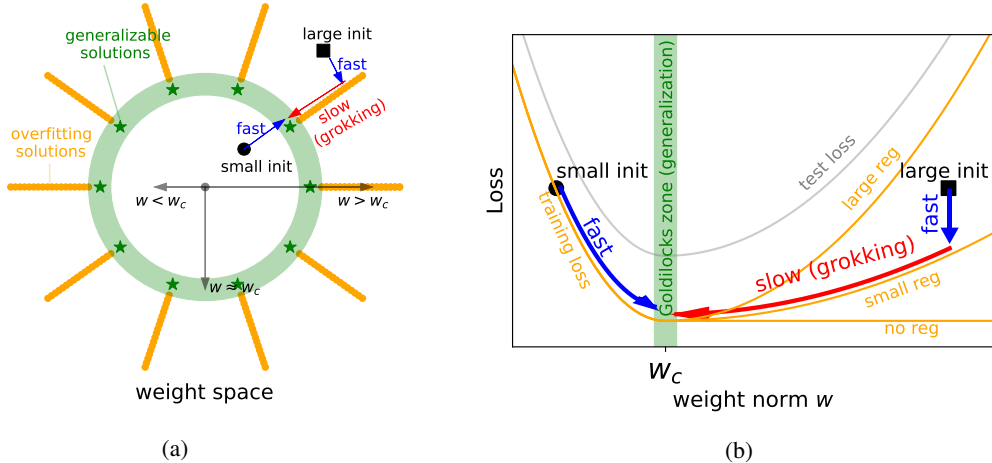 generalizable
solutions
large init
fast
overfitting
solutions
slow
(grokking)
fast
small init
w < w_c
w > w_c
w ≈ w_c
weight space
(a)
Loss
Goldilocks zone (generalization)
test loss
large reg
small init
large init
training loss
fast
fast
slow (grokking)
small reg
no reg
w_c
weight norm w
(b)